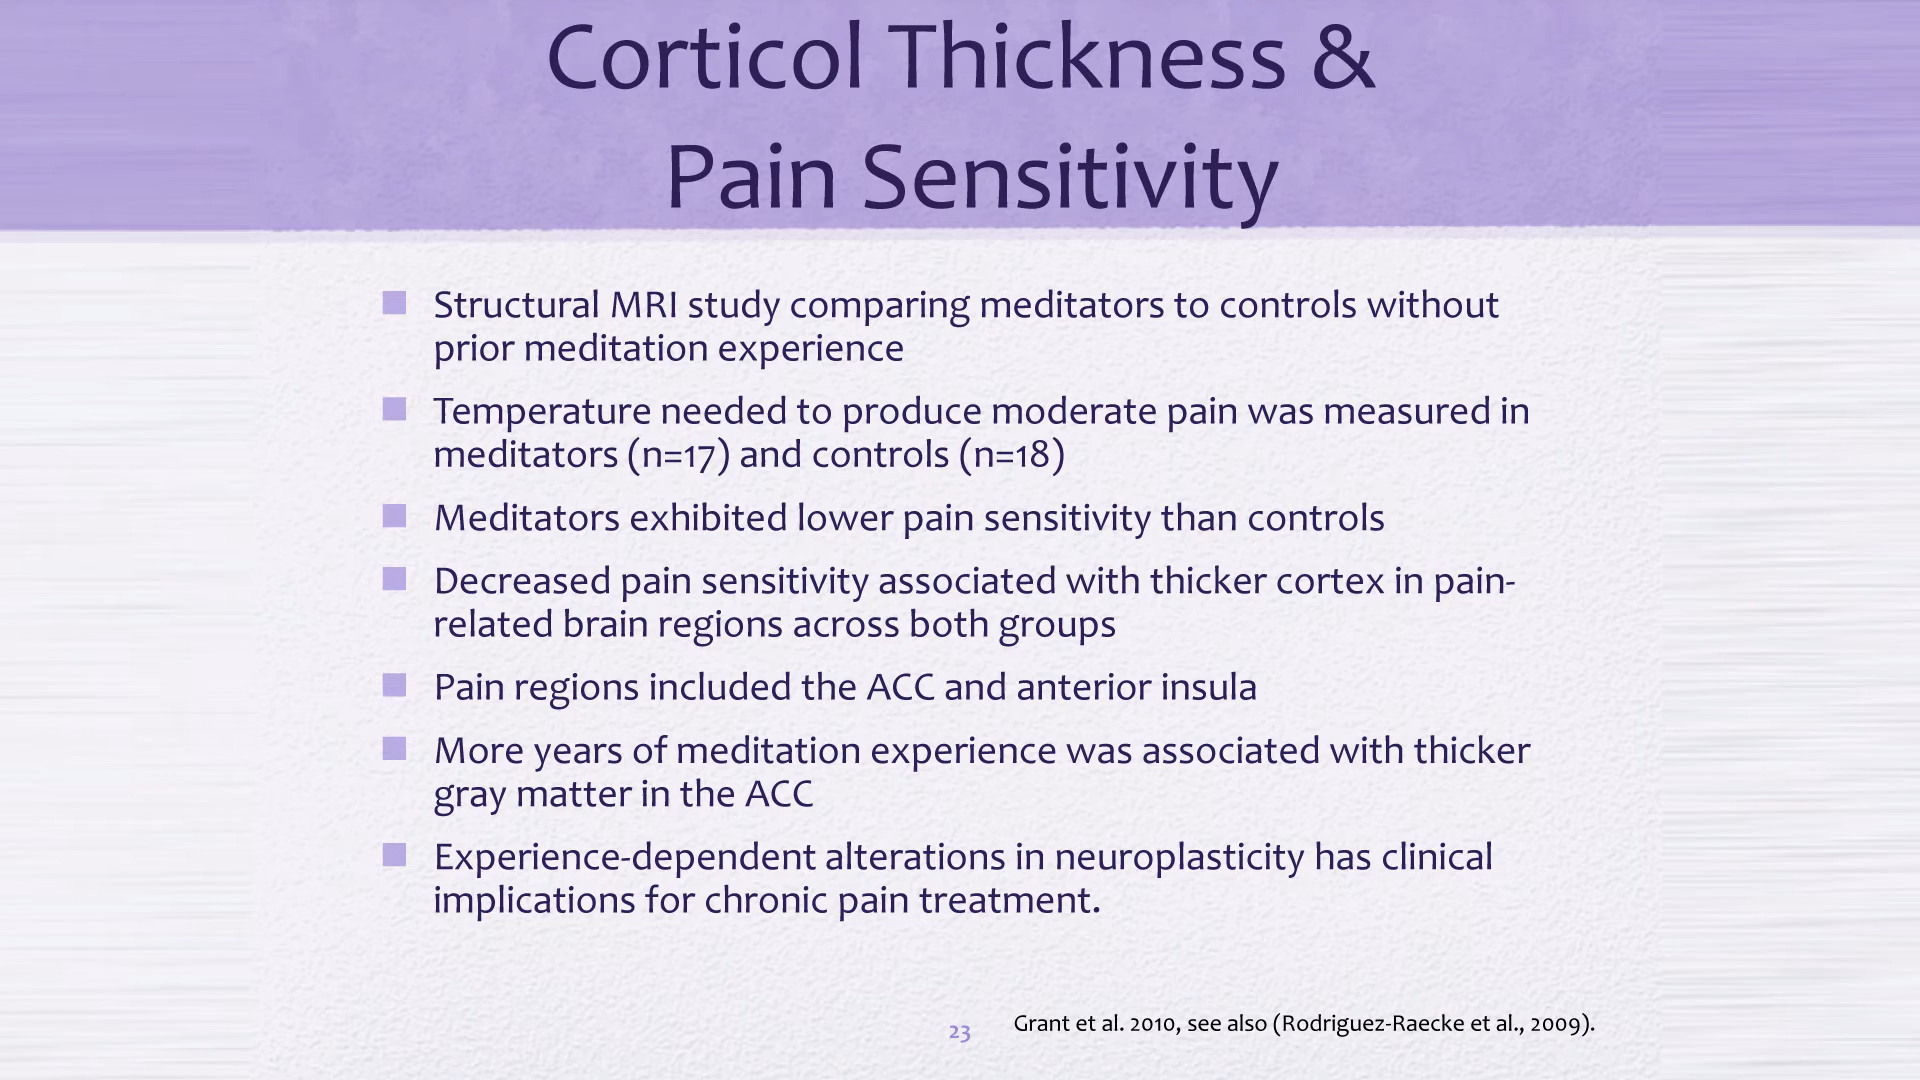 Corticol Thickness &
Pain Sensitivity
Structural MRI study comparing meditators to controls without
prior meditation experience
Temperature needed to produce moderate pain was measured in
meditators (n=17) and controls (n=18)
Meditators exhibited lower pain sensitivity than controls
Decreased pain sensitivity associated with thicker cortex in pain-
related brain regions across both groups
Pain regions included the ACC and anterior insula
More years of meditation experience was associated with thicker
gray matter in the ACC
Experience-dependent alterations in neuroplasticity has clinical
implications for chronic pain treatment.
23
Grant et al. 2010, see also (Rodriguez-Raecke et al., 2009).